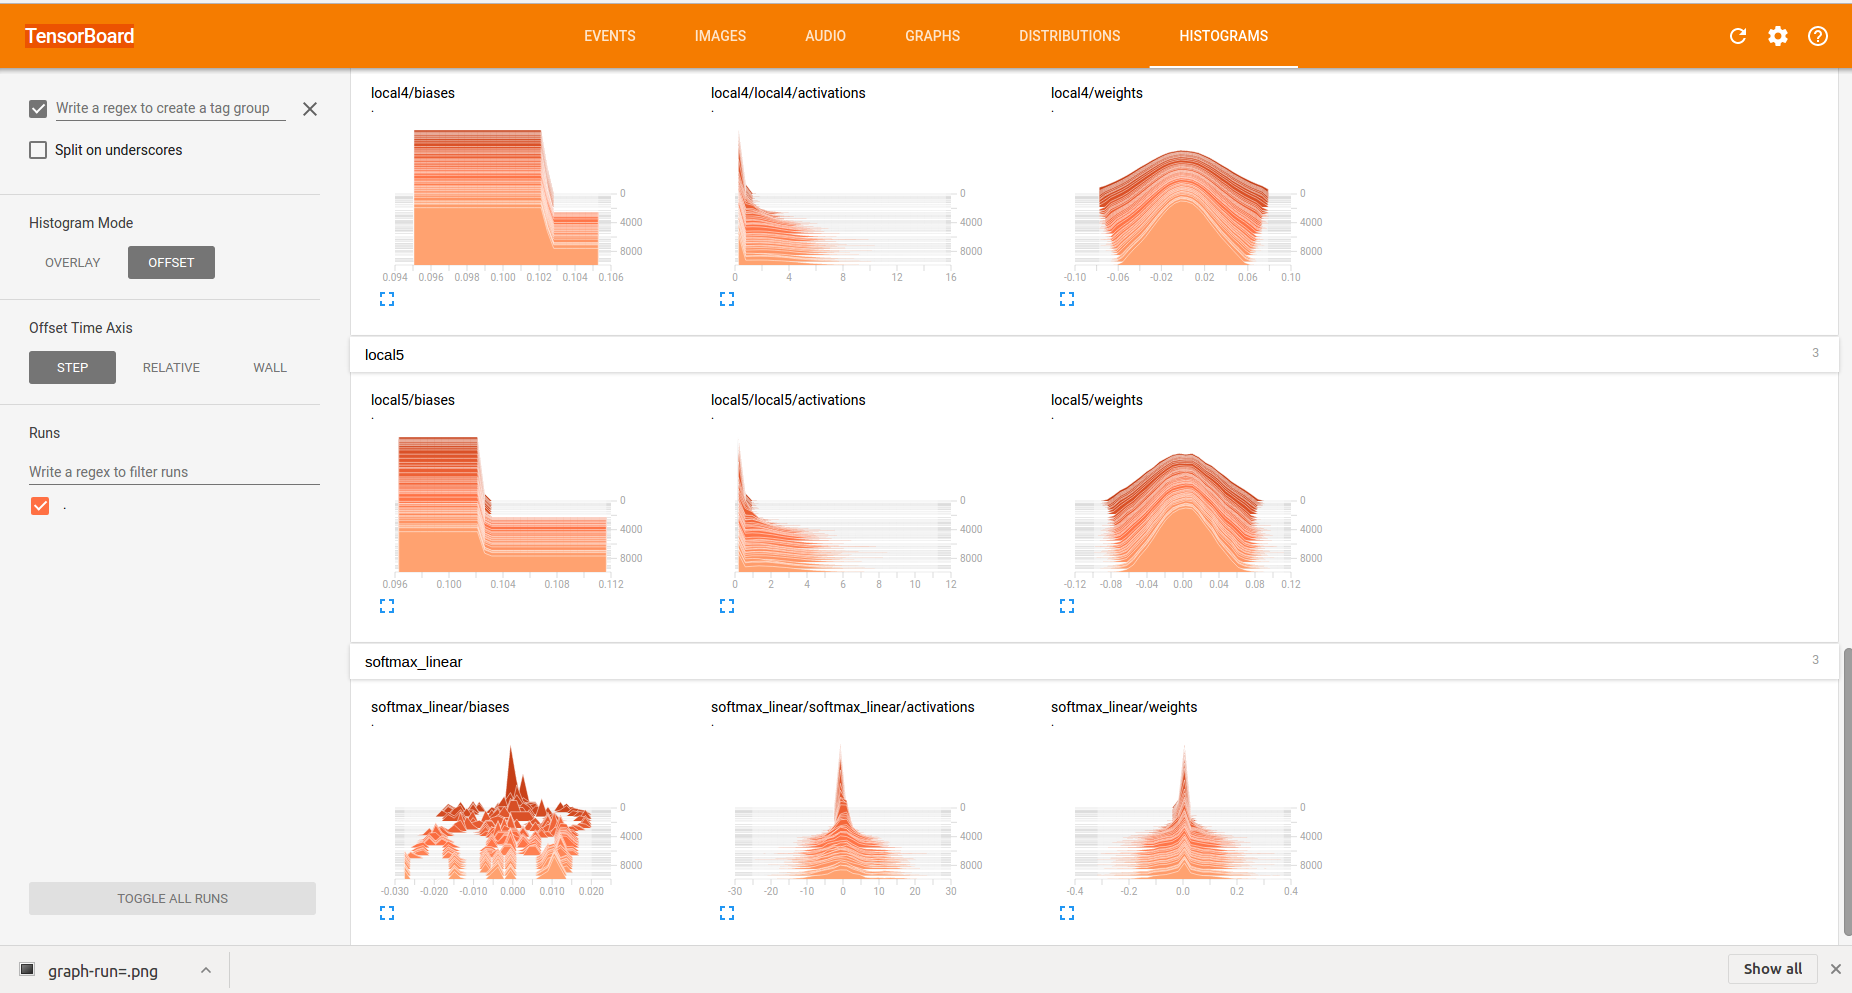 TensorBoard EVENTS IMAGES AUDIO GRAPHS DISTRIBUTIONS HISTOGRAMS
Write a regex to create a tag group
Split on underscores
Histogram Mode
OVERLAY OFFSET
Offset Time Axis
STEP RELATIVE WALL
Runs
Write a regex to filter runs
.
TOGGLE ALL RUNS
local4/biases
.
0
4000
8000
0.094 0.096 0.098 0.100 0.102 0.104 0.106
local4/local4/activations
.
0
4000
8000
0 4 8 12 16
local4/weights
.
0
4000
8000
-0.10 -0.06 -0.02 0.02 0.06 0.10
local5 3
local5/biases
.
0
4000
8000
0.096 0.100 0.104 0.108 0.112
local5/local5/activations
.
0
4000
8000
0 2 4 6 8 10 12
local5/weights
.
0
4000
8000
-0.12 -0.08 -0.04 0.00 0.04 0.08 0.12
softmax_linear 3
softmax_linear/biases
.
0
4000
8000
-0.030 -0.020 -0.010 0.000 0.010 0.020
softmax_linear/softmax_linear/activations
.
0
4000
8000
-30 -20 -10 0 10 20 30
softmax_linear/weights
.
0
4000
8000
-0.4 -0.2 0.0 0.2 0.4
graph-run=.png Show all